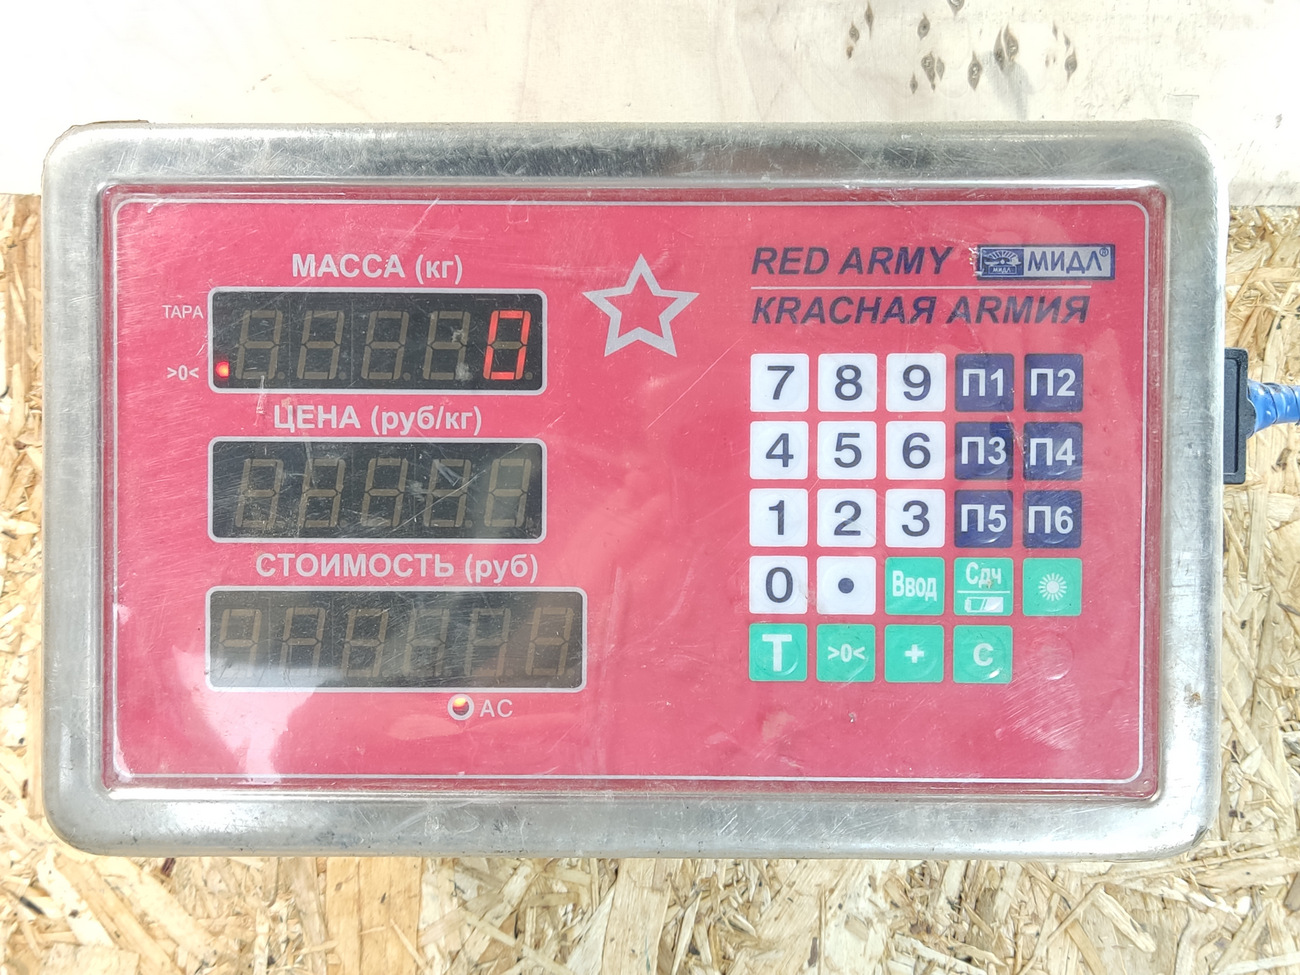 МАССА (кг)
ТАРА
0
>0<
ЦЕНА (руб/кг)
СТОИМОСТЬ (руб)
AC
RED ARMY МИДЛ®
КRАСНАЯ АRМИЯ
7 8 9 П1 П2
4 5 6 П3 П4
1 2 3 П5 П6
0 • Ввод Сдч
Т >0< + С